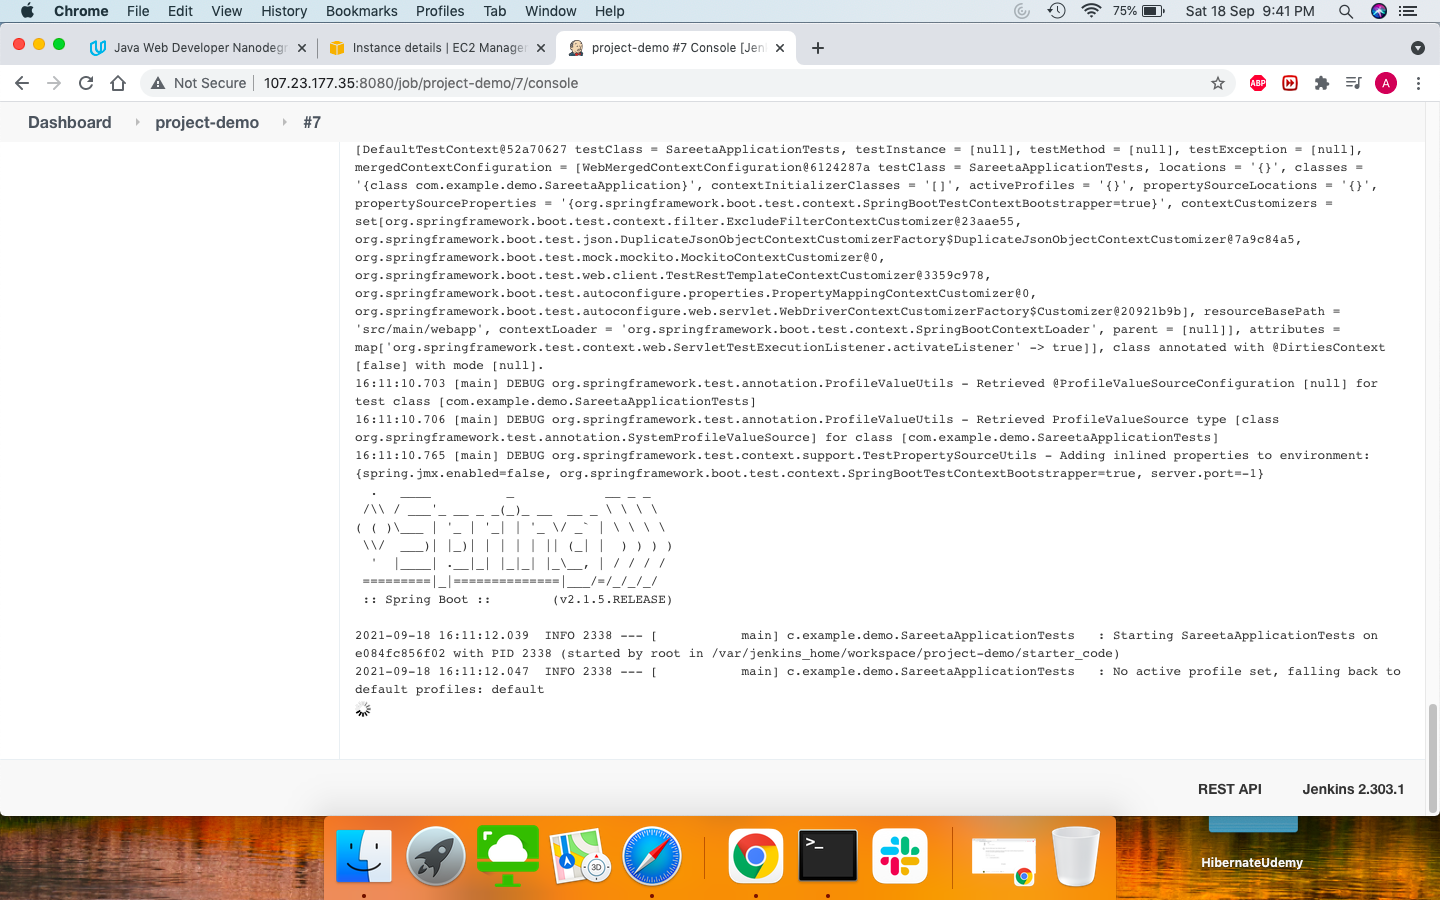 Chrome File Edit View History Bookmarks Profiles Tab Window Help 75% Sat 18 Sep 9:41 PM
Java Web Developer Nanodegr Instance details | EC2 Manage project-demo #7 Console [Jen
Not Secure 107.23.177.35:8080/job/project-demo/7/console ABP A
Dashboard project-demo #7
[DefaultTestContext@52a70627 testClass = SareetaApplicationTests, testInstance = [null], testMethod = [null], testException = [null],
mergedContextConfiguration = [WebMergedContextConfiguration@6124287a testClass = SareetaApplicationTests, locations = '{}', classes =
'{class com.example.demo.SareetaApplication}', contextInitializerClasses = '[]', activeProfiles = '{}', propertySourceLocations = '{}',
propertySourceProperties = '{org.springframework.boot.test.context.SpringBootTestContextBootstrapper=true}', contextCustomizers =
set[org.springframework.boot.test.context.filter.ExcludeFilterContextCustomizer@23aae55,
org.springframework.boot.test.json.DuplicateJsonObjectContextCustomizerFactory$DuplicateJsonObjectContextCustomizer@7a9c84a5,
org.springframework.boot.test.mock.mockito.MockitoContextCustomizer@0,
org.springframework.boot.test.web.client.TestRestTemplateContextCustomizer@3359c978,
org.springframework.boot.test.autoconfigure.properties.PropertyMappingContextCustomizer@0,
org.springframework.boot.test.autoconfigure.web.servlet.WebDriverContextCustomizerFactory$Customizer@20921b9b], resourceBasePath =
'src/main/webapp', contextLoader = 'org.springframework.boot.test.context.SpringBootContextLoader', parent = [null]], attributes =
map['org.springframework.test.context.web.ServletTestExecutionListener.activateListener' -> true]], class annotated with @DirtiesContext
[false] with mode [null].
16:11:10.703 [main] DEBUG org.springframework.test.annotation.ProfileValueUtils - Retrieved @ProfileValueSourceConfiguration [null] for
test class [com.example.demo.SareetaApplicationTests]
16:11:10.706 [main] DEBUG org.springframework.test.annotation.ProfileValueUtils - Retrieved ProfileValueSource type [class
org.springframework.test.annotation.SystemProfileValueSource] for class [com.example.demo.SareetaApplicationTests]
16:11:10.765 [main] DEBUG org.springframework.test.context.support.TestPropertySourceUtils - Adding inlined properties to environment:
{spring.jmx.enabled=false, org.springframework.boot.test.context.SpringBootTestContextBootstrapper=true, server.port=-1}
  .   ____          _            __ _ _
 /\\ / ___'_ __ _ _(_)_ __  __ _ \ \ \ \
( ( )\___ | '_ | '_| | '_ \/ _` | \ \ \ \
 \\/  ___)| |_)| | | | | || (_| |  ) ) ) )
  '  |____| .__|_| |_|_| |_\__, | / / / /
 =========|_|==============|___/=/_/_/_/
 :: Spring Boot ::        (v2.1.5.RELEASE)
2021-09-18 16:11:12.039  INFO 2338 --- [           main] c.example.demo.SareetaApplicationTests   : Starting SareetaApplicationTests on
e084fc856f02 with PID 2338 (started by root in /var/jenkins_home/workspace/project-demo/starter_code)
2021-09-18 16:11:12.047  INFO 2338 --- [           main] c.example.demo.SareetaApplicationTests   : No active profile set, falling back to
default profiles: default
REST API Jenkins 2.303.1
3D
>_
HibernateUdemy